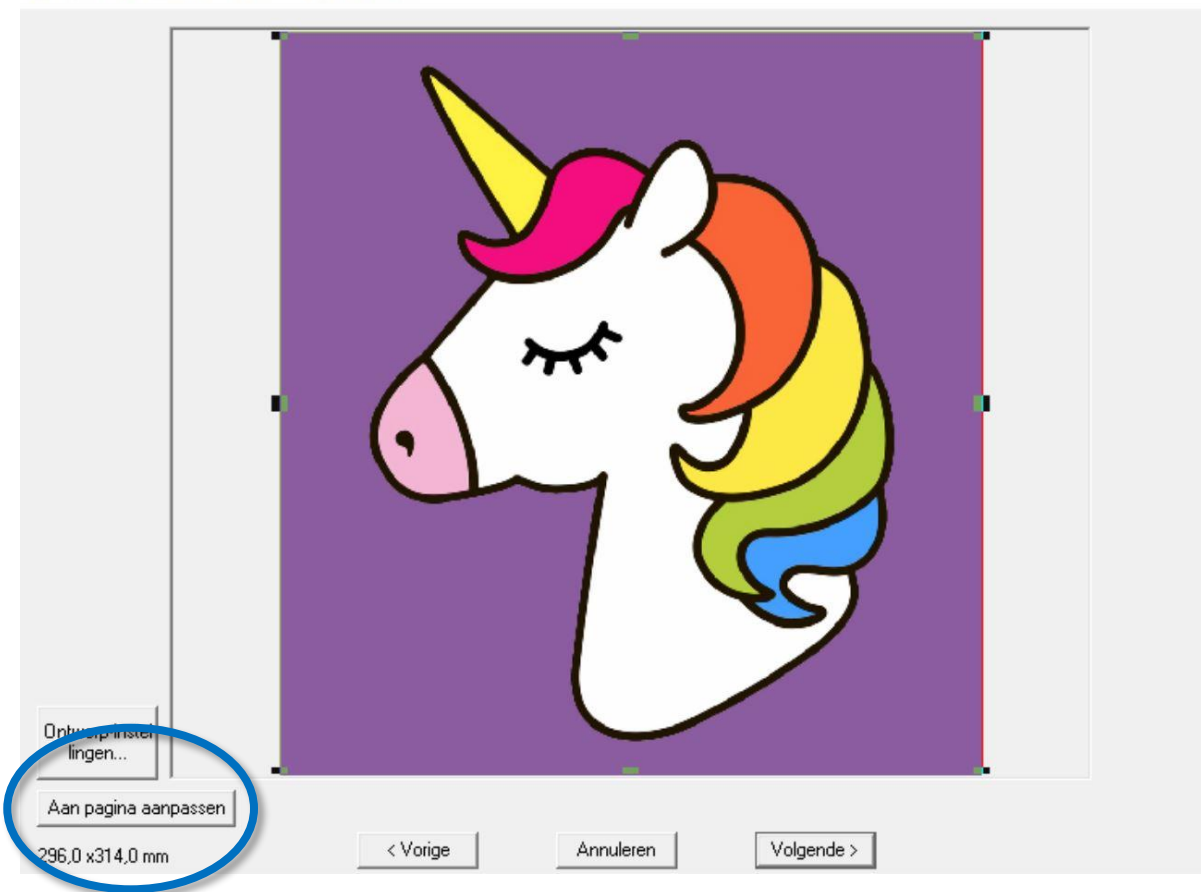 Ontwerp instel
lingen...
Aan pagina aanpassen
296,0 x314,0 mm
< Vorige
Annuleren
Volgende >